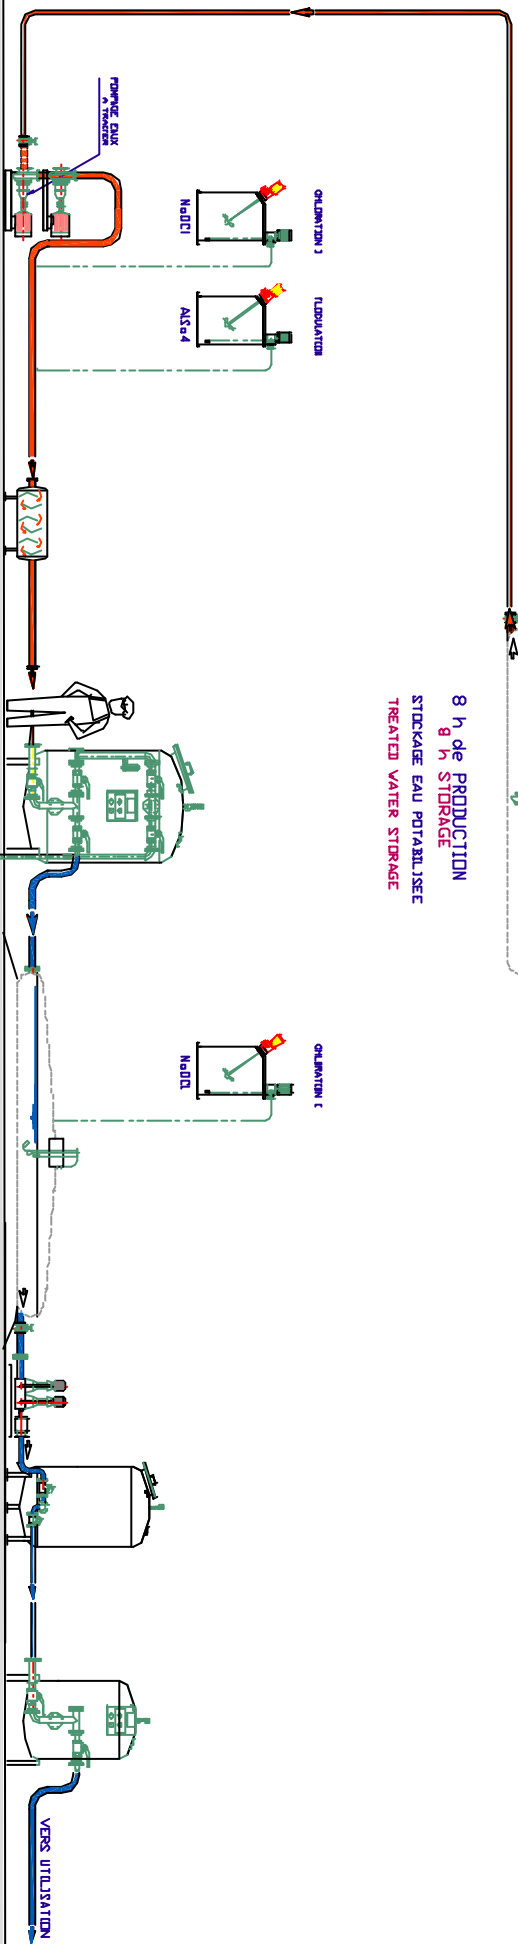 POMPAGE EAUX
A TRAITER
CHLORATION 1
NaOCl
FLOCULATION
AlSo4
8 h de PRODUCTION
8 h STORAGE
STOCKAGE EAU POTABILISEE
TREATED WATER STORAGE
CHLORATION
NaOCL
VERS UTILISATION